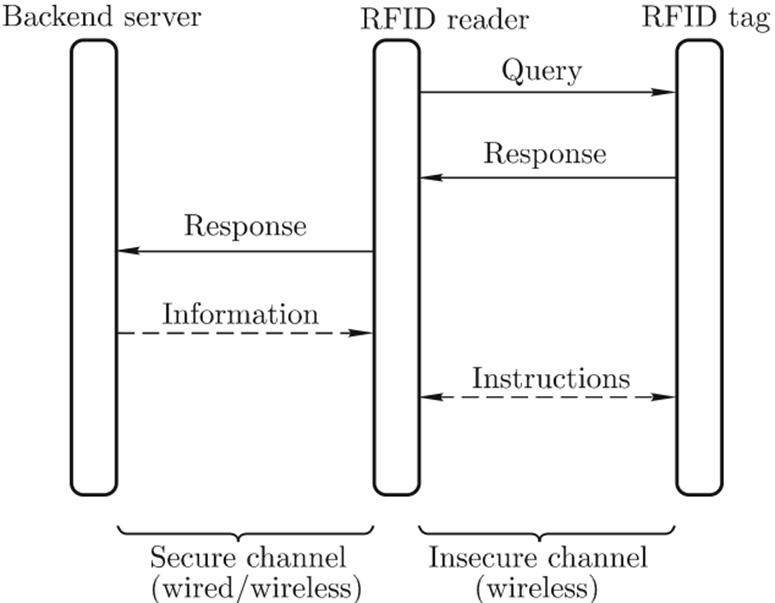 Backend server
RFID reader
RFID tag
Query
Response
Response
Information
Instructions
Secure channel
(wired/wireless)
Insecure channel
(wireless)